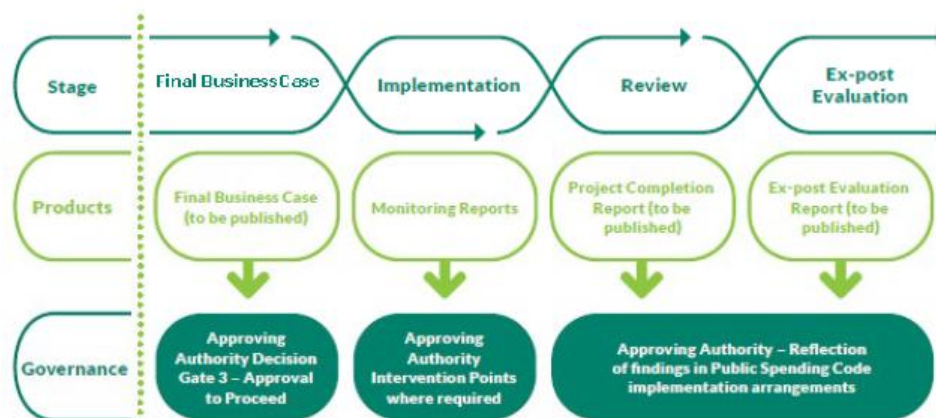 Stage
Final Business Case
Implementation
Review
Ex-post
Evaluation
Products
Final Business Case
(to be published)
Monitoring Reports
Project Completion
Report (to be
published)
Ex-post Evaluation
Report (to be
published)
Governance
Approving
Authority Decision
Gate 3 – Approval
to Proceed
Approving
Authority
Intervention Points
where required
Approving Authority – Reflection
of findings in Public Spending Code
implementation arrangements